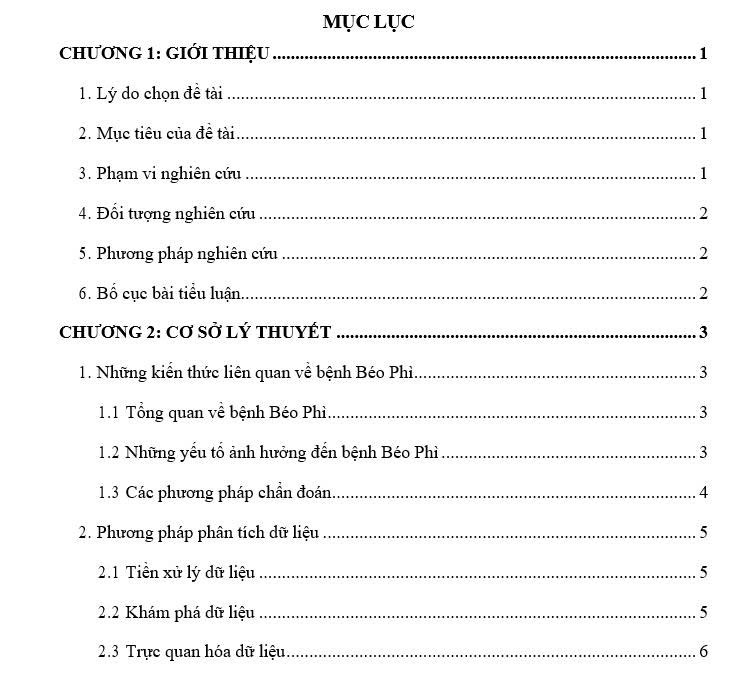 MỤC LỤC
CHƯƠNG 1: GIỚI THIỆU ........................................................................................... 1
1. Lý do chọn đề tài ..................................................................................................... 1
2. Mục tiêu của đề tài................................................................................................... 1
3. Phạm vi nghiên cứu ................................................................................................. 1
4. Đối tượng nghiên cứu .............................................................................................. 2
5. Phương pháp nghiên cứu ......................................................................................... 2
6. Bố cục bài tiểu luận.................................................................................................. 2
CHƯƠNG 2: CƠ SỞ LÝ THUYẾT ............................................................................. 3
1. Những kiến thức liên quan về bệnh Béo Phì............................................................ 3
1.1 Tổng quan về bệnh Béo Phì................................................................................ 3
1.2 Những yếu tố ảnh hưởng đến bệnh Béo Phì ....................................................... 3
1.3 Các phương pháp chẩn đoán............................................................................... 4
2. Phương pháp phân tích dữ liệu ................................................................................ 5
2.1 Tiền xử lý dữ liệu ............................................................................................... 5
2.2 Khám phá dữ liệu ............................................................................................... 5
2.3 Trực quan hóa dữ liệu......................................................................................... 6